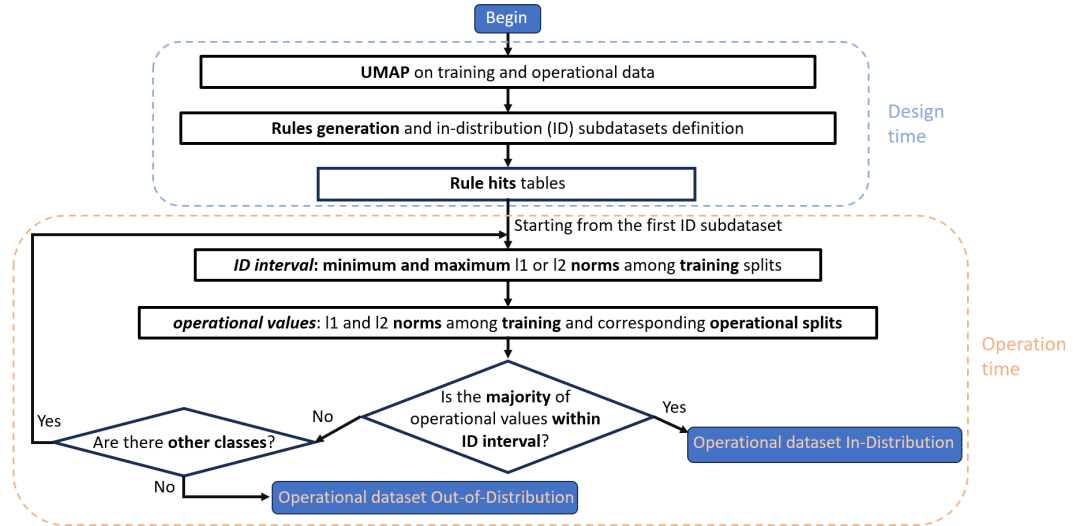 Begin
UMAP on training and operational data
Rules generation and in-distribution (ID) subdatasets definition
Design
time
Rule hits tables
Starting from the first ID subdataset
ID interval: minimum and maximum l1 or l2 norms among training splits
operational values: l1 and l2 norms among training and corresponding operational splits
Operation
time
Is the majority of
operational values within
ID interval?
No
Yes
Yes
Are there other classes?
Operational dataset In-Distribution
No
Operational dataset Out-of-Distribution